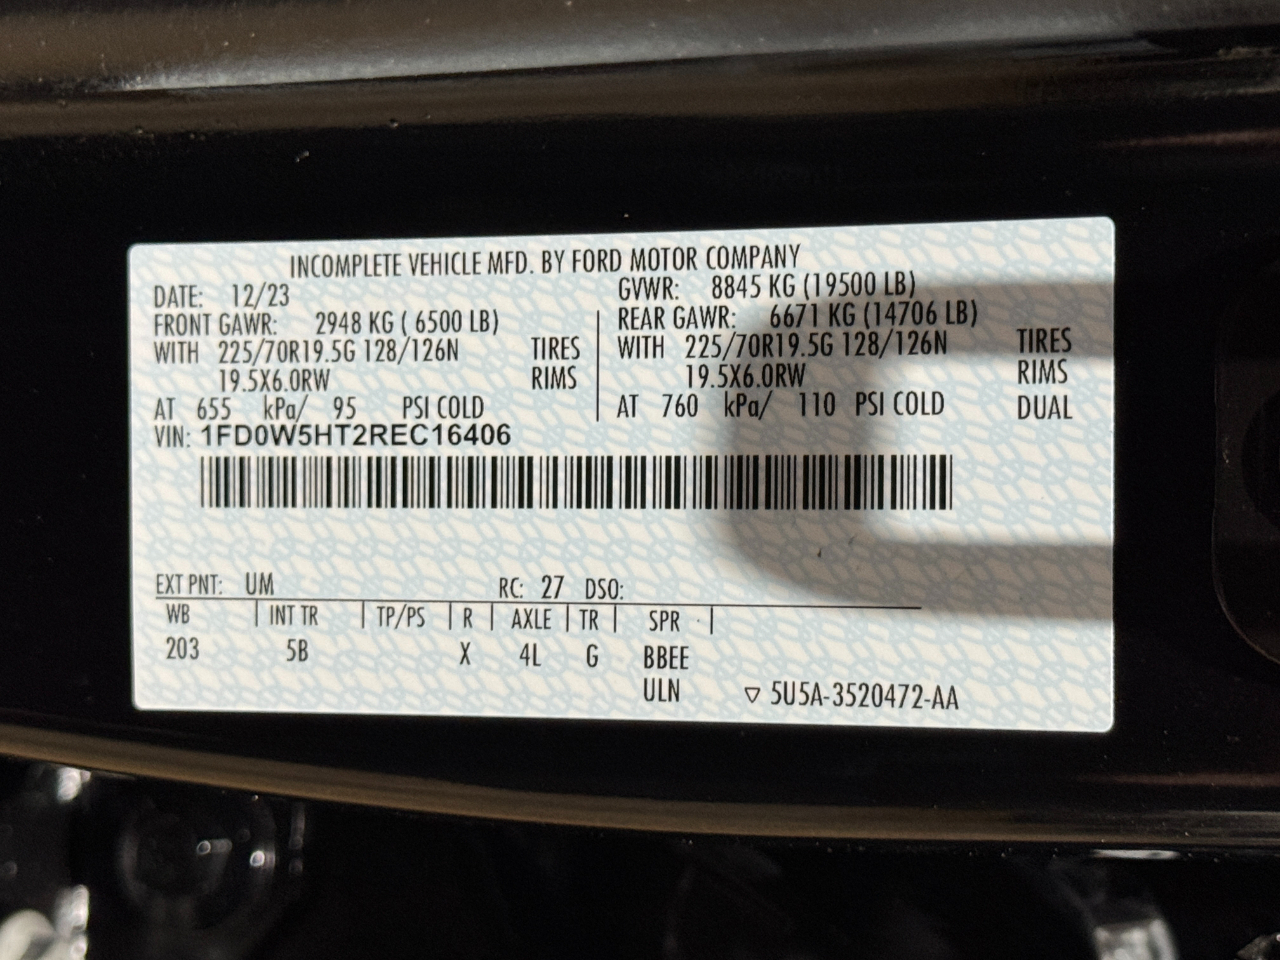 INCOMPLETE VEHICLE MFD. BY FORD MOTOR COMPANY
DATE: 12/23 GVWR: 8845 KG (19500 LB)
FRONT GAWR: 2948 KG ( 6500 LB) REAR GAWR: 6671 KG (14706 LB)
WITH 225/70R19.5G 128/126N TIRES WITH 225/70R19.5G 128/126N TIRES
19.5X6.0RW RIMS 19.5X6.0RW RIMS
AT 655 kPa/ 95 PSI COLD AT 760 kPa/ 110 PSI COLD DUAL
VIN: 1FD0W5HT2REC16406
EXT PNT: UM RC: 27 DSO:
WB INT TR TP/PS R AXLE TR SPR
203 5B X 4L G BBEE
ULN ▽ 5U5A-3520472-AA